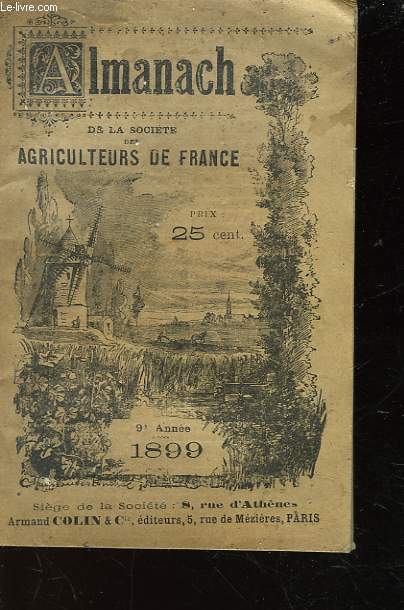 Le-livre.com
Almanach
DE LA SOCIÉTÉ
DES
AGRICULTEURS DE FRANCE
PRIX
25 cent.
9e Année
1899
Siège de la Société : 8, rue d'Athènes
Armand COLIN & Cie, éditeurs, 5, rue de Mézières, PARIS